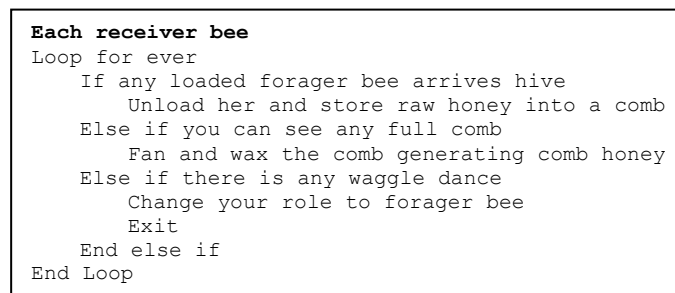 Each receiver bee
Loop for ever
If any loaded forager bee arrives hive
Unload her and store raw honey into a comb
Else if you can see any full comb
Fan and wax the comb generating comb honey
Else if there is any waggle dance
Change your role to forager bee
Exit
End else if
End Loop